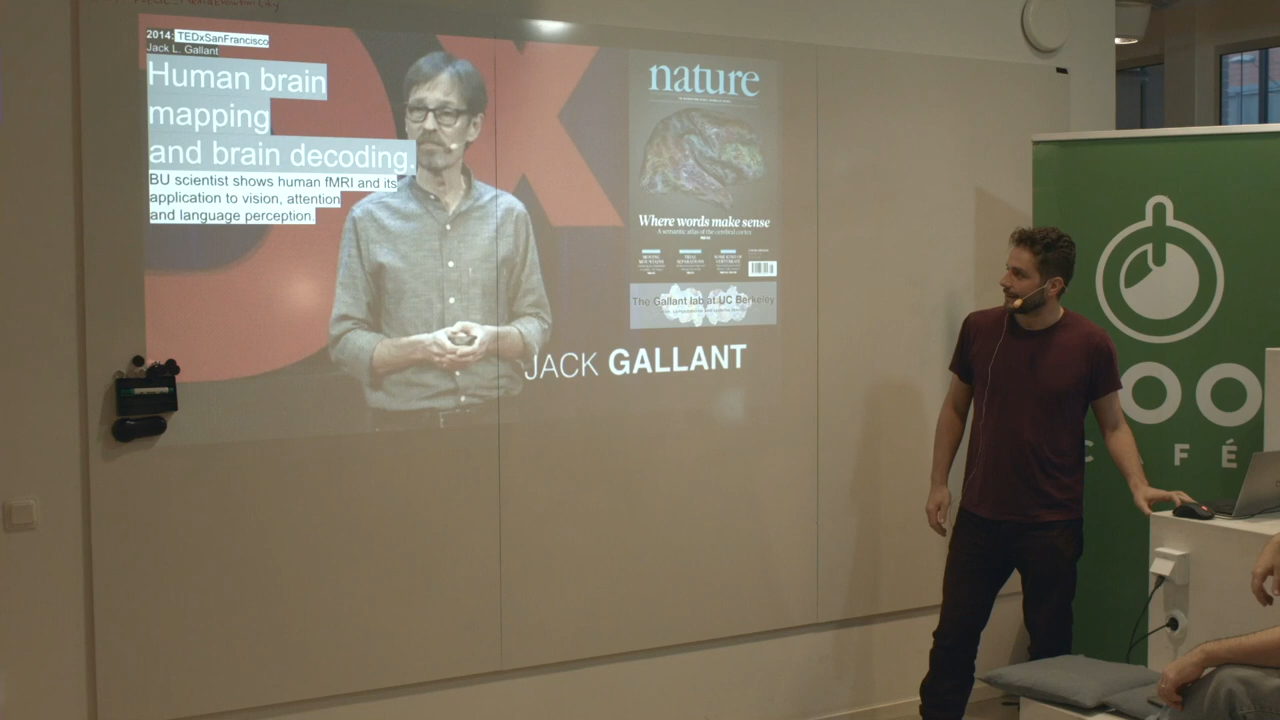 2014: TEDxSanFrancisco
Jack L. Gallant
Human brain
mapping
and brain decoding.
BU scientist shows human fMRI and its
application to vision, attention
and language perception.
nature
Where words make sense
A semantic atlas of the cerebral cortex
The Gallant lab at UC Berkeley
JACK GALLANT
OO
CAFÉ